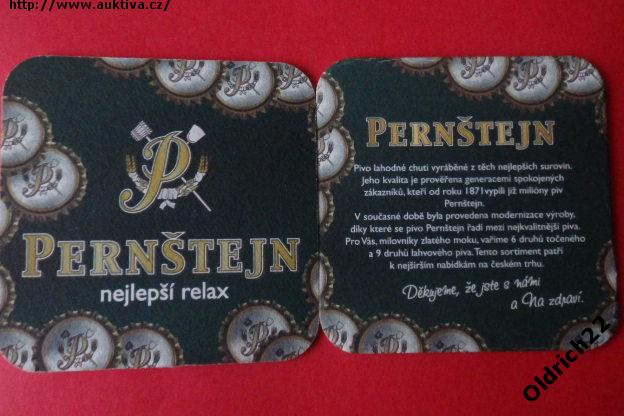 http://www.auktiva.cz/
P
PERNŠTEJN
nejlepší relax
PERNŠTEJN
Pivo lahodné chuti vyráběné z těch nejlepších surovin.
Jeho kvalita je prověřena generacemi spokojených
zákazníků, kteří od roku 1871vypili již milióny piv
Pernštejn.
V současné době byla provedena modernizace výroby,
díky které se pivo Pernštejn řadí mezi nejkvalitnější piva.
Pro Vás, milovníky zlatého moku, vaříme 6 druhů točeného
a 9 druhů lahvového piva. Tento sortiment patří
k nejširším nabídkám na českém trhu.
Děkujeme, že jste s námi
a Na zdraví.
Oldrich22